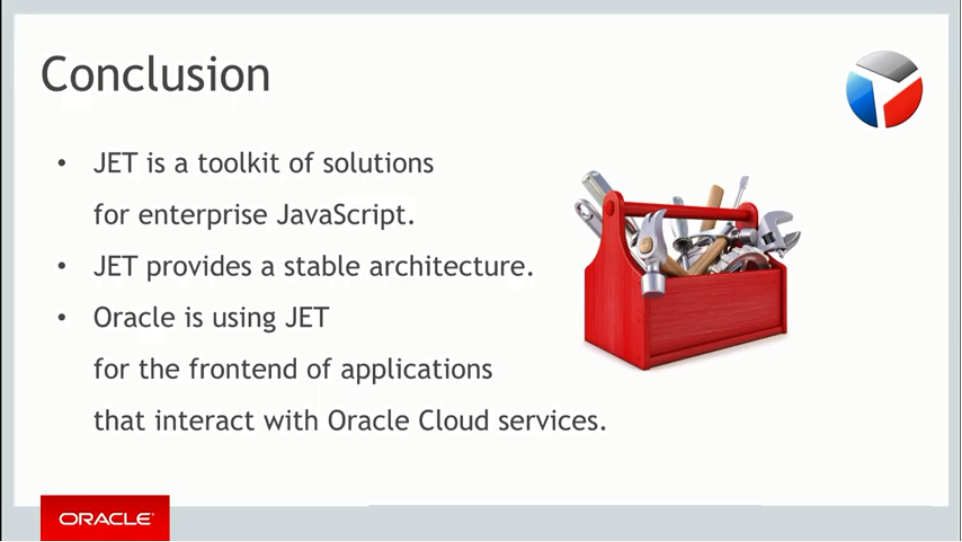 Conclusion
• JET is a toolkit of solutions
for enterprise JavaScript.
• JET provides a stable architecture.
• Oracle is using JET
for the frontend of applications
that interact with Oracle Cloud services.
ORACLE®